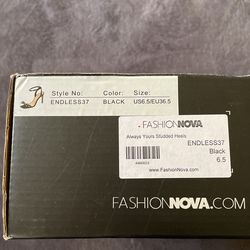 Style No: Color: Size:
ENDLESS37 BLACK US6.5/EU36.5
FASHIONNOVA
Always Yours Studded Heels
ENDLESS37
Black
6.5
www.FashionNova.com
FASHIONNOVA.COM